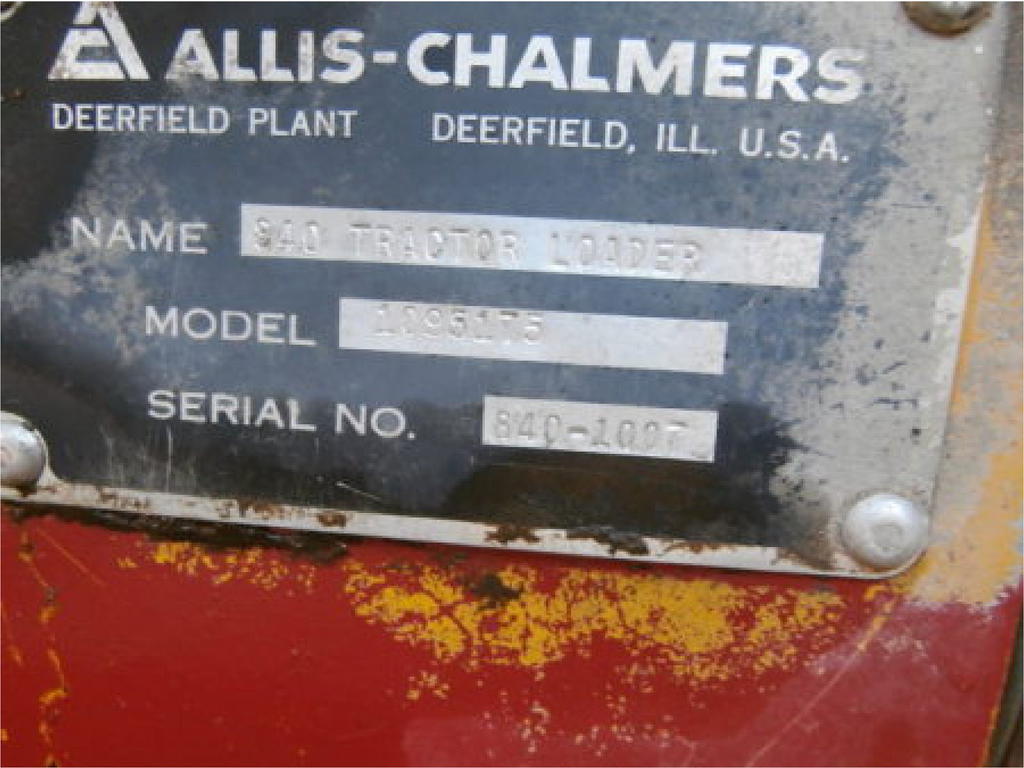 ALLIS-CHALMERS
DEERFIELD PLANT DEERFIELD, ILL. U.S.A.
NAME 840 TRACTOR LOADER
MODEL
SERIAL NO.